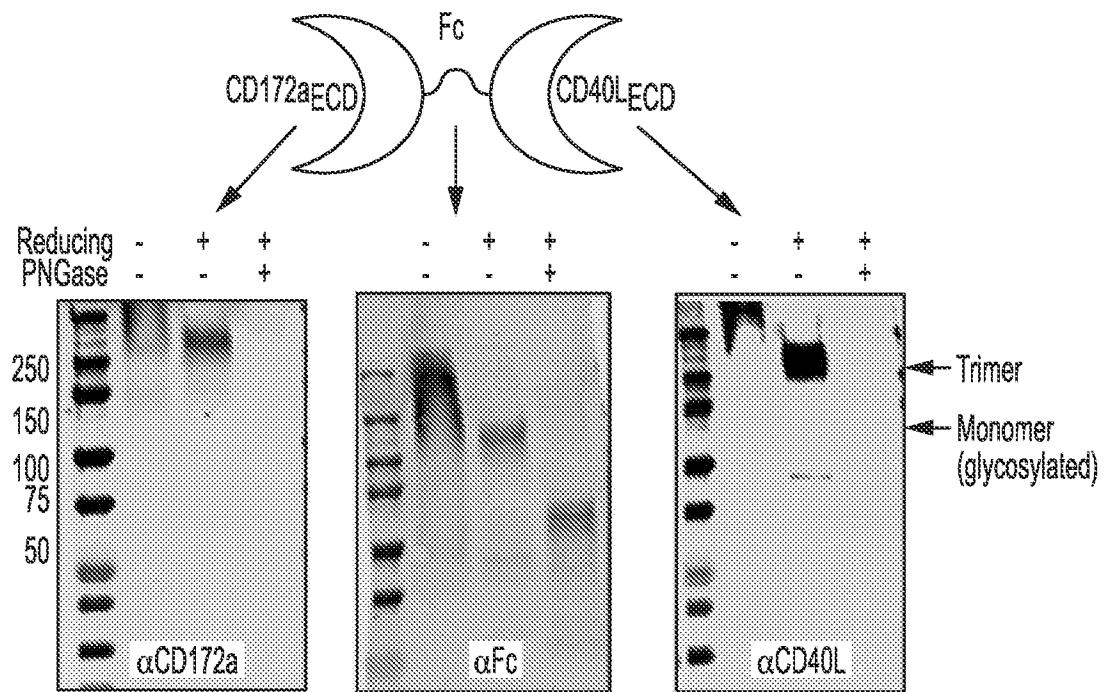 Fc
CD172aECD
CD40LECD
Reducing - + + - + + - + +
PNGase - - + - - + - - +
250
150
100
75
50
Trimer
Monomer
(glycosylated)
αCD172a
αFc
αCD40L